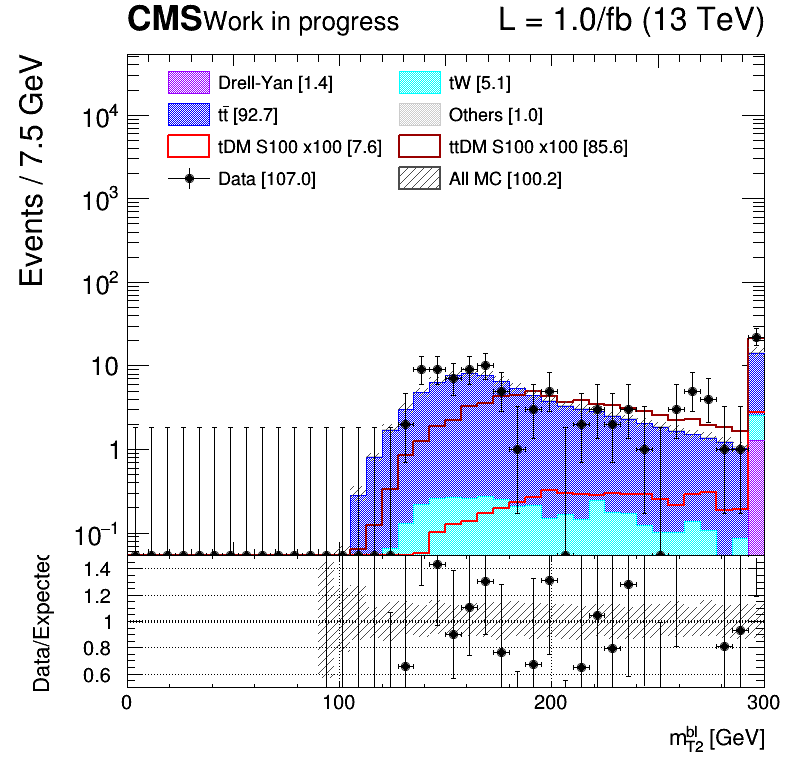 CMS Work in progress L = 1.0/fb (13 TeV)
Events / 7.5 GeV
Drell-Yan [1.4] tW [5.1]
tt̄ [92.7] Others [1.0]
tDM S100 x100 [7.6] ttDM S100 x100 [85.6]
Data [107.0] All MC [100.2]
10⁴
10³
10²
10
1
10⁻¹
Data/Expected
1.4
1.2
1
0.8
0.6
0 100 200 300
m_{T2}^{bl} [GeV]